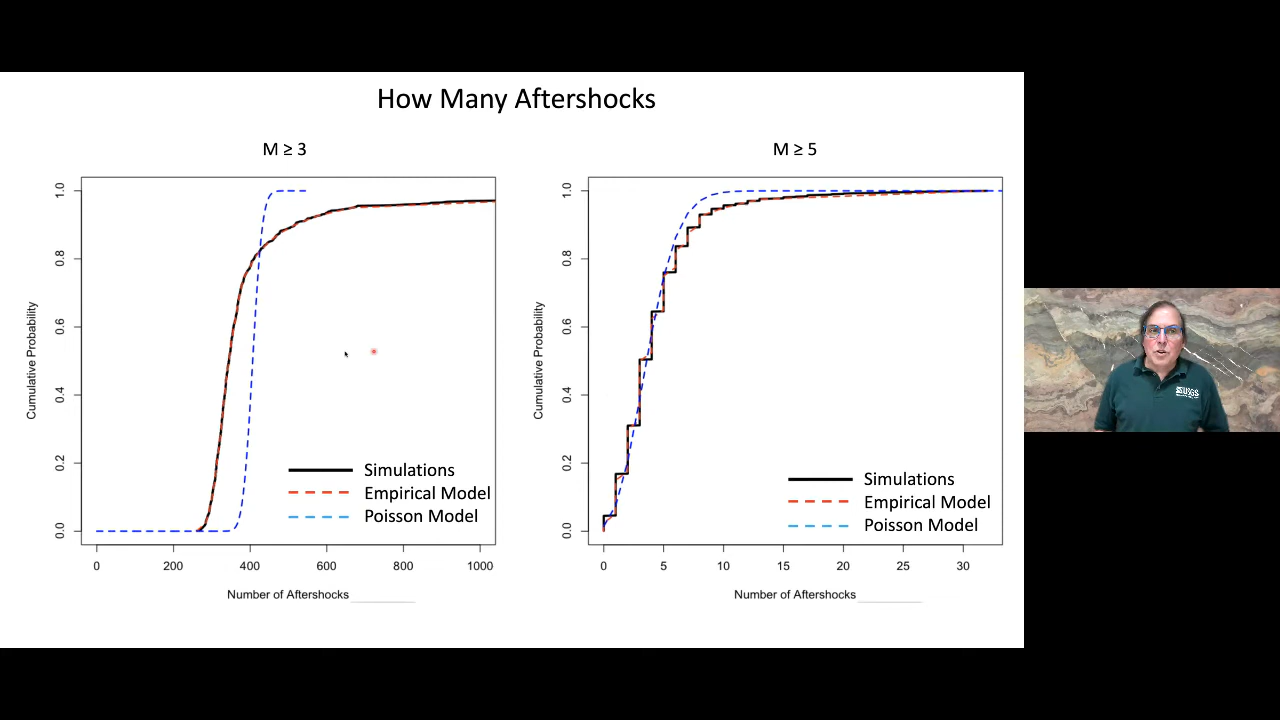 How Many Aftershocks
M ≥ 3
1.0
0.8
0.6
0.4
0.2
0.0
Cumulative Probability
Simulations
Empirical Model
Poisson Model
0 200 400 600 800 1000
Number of Aftershocks
M ≥ 5
1.0
0.8
0.6
0.4
0.2
0.0
Cumulative Probability
Simulations
Empirical Model
Poisson Model
0 5 10 15 20 25 30
Number of Aftershocks
USGS